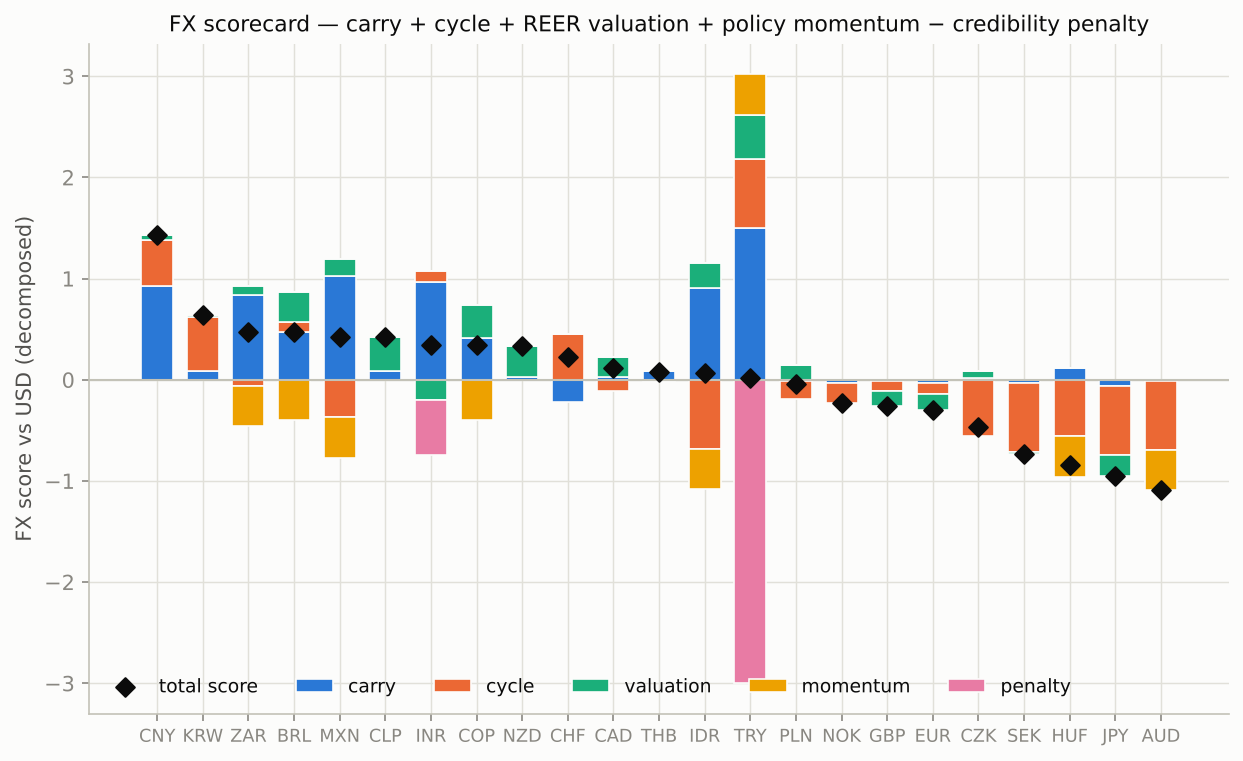 FX scorecard — carry + cycle + REER valuation + policy momentum − credibility penalty
FX score vs USD (decomposed)
3
2
1
0
−1
−2
−3
total score carry cycle valuation momentum penalty
CNY KRW ZAR BRL MXN CLP INR COP NZD CHF CAD THB IDR TRY PLN NOK GBP EUR CZK SEK HUF JPY AUD